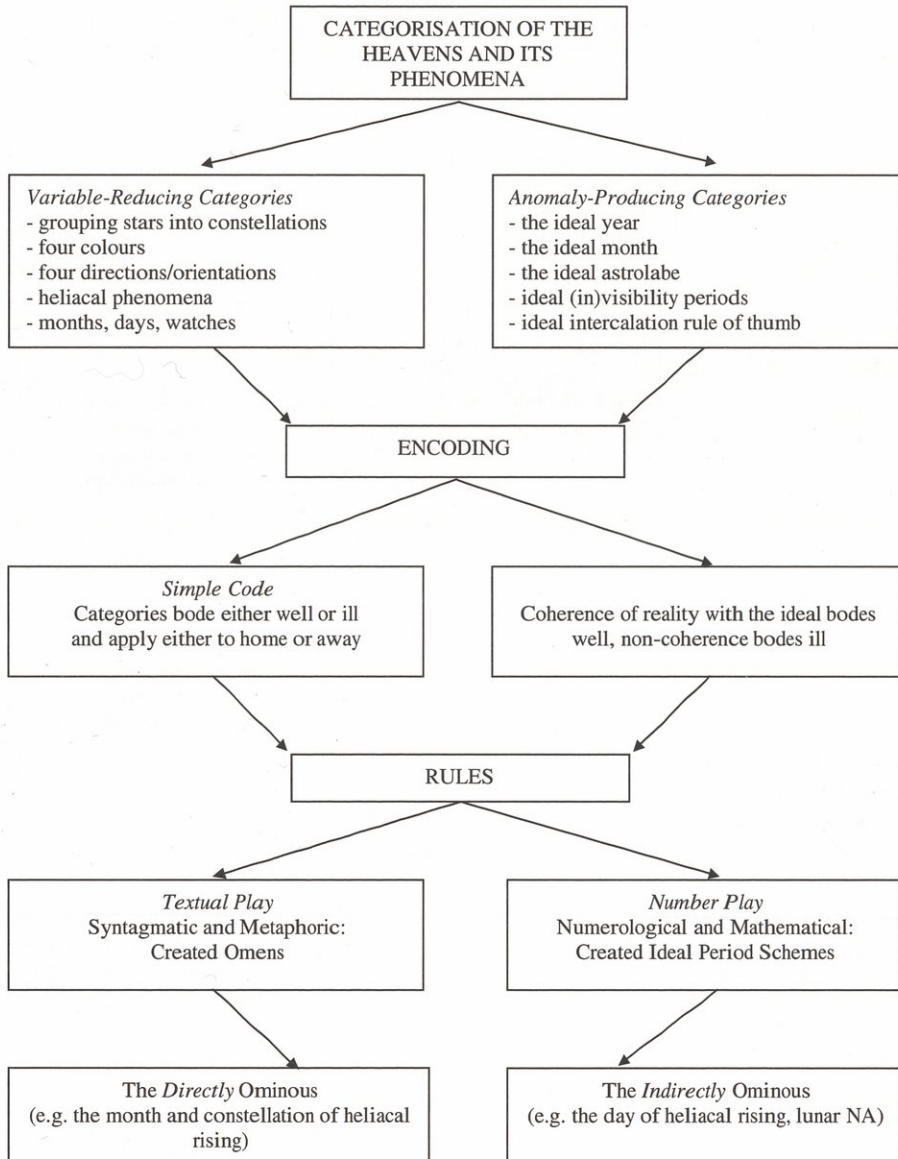 CATEGORISATION OF THE
HEAVENS AND ITS
PHENOMENA
Variable-Reducing Categories
- grouping stars into constellations
- four colours
- four directions/orientations
- heliacal phenomena
- months, days, watches
Anomaly-Producing Categories
- the ideal year
- the ideal month
- the ideal astrolabe
- ideal (in)visibility periods
- ideal intercalation rule of thumb
ENCODING
Simple Code
Categories bode either well or ill
and apply either to home or away
Coherence of reality with the ideal bodes
well, non-coherence bodes ill
RULES
Textual Play
Syntagmatic and Metaphoric:
Created Omens
Number Play
Numerological and Mathematical:
Created Ideal Period Schemes
The Directly Ominous
(e.g. the month and constellation of heliacal
rising)
The Indirectly Ominous
(e.g. the day of heliacal rising, lunar NA)